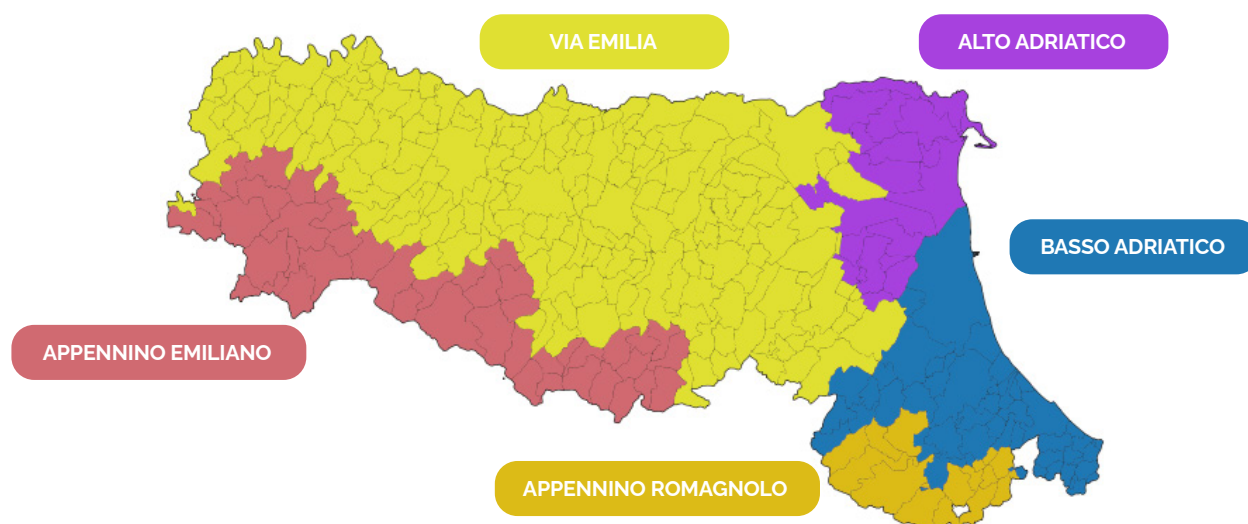 VIA EMILIA
ALTO ADRIATICO
BASSO ADRIATICO
APPENNINO EMILIANO
APPENNINO ROMAGNOLO